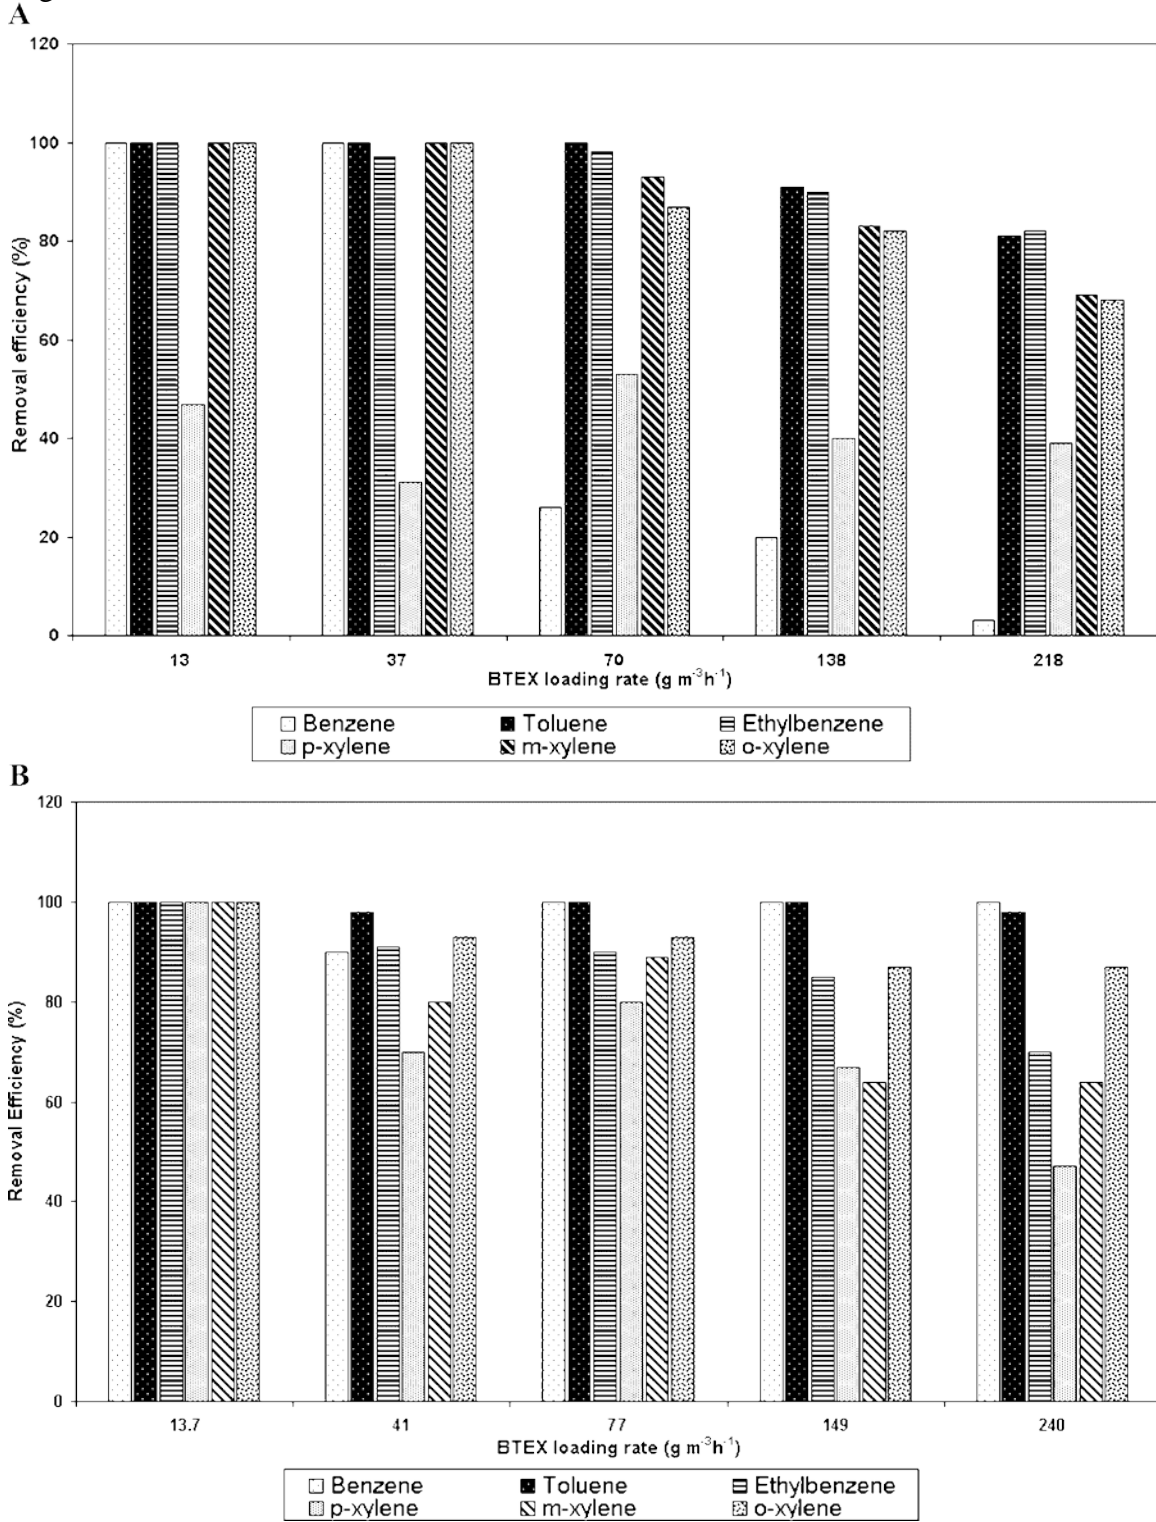 A
120
100
80
60
40
20
0
Removal efficiency (%)
13 37 70 138 218
BTEX loading rate (g m⁻³h⁻¹)
Benzene Toluene Ethylbenzene
p-xylene m-xylene o-xylene
B
120
100
80
60
40
20
0
Removal Efficiency (%)
13.7 41 77 149 240
BTEX loading rate (g m⁻³h⁻¹)
Benzene Toluene Ethylbenzene
p-xylene m-xylene o-xylene